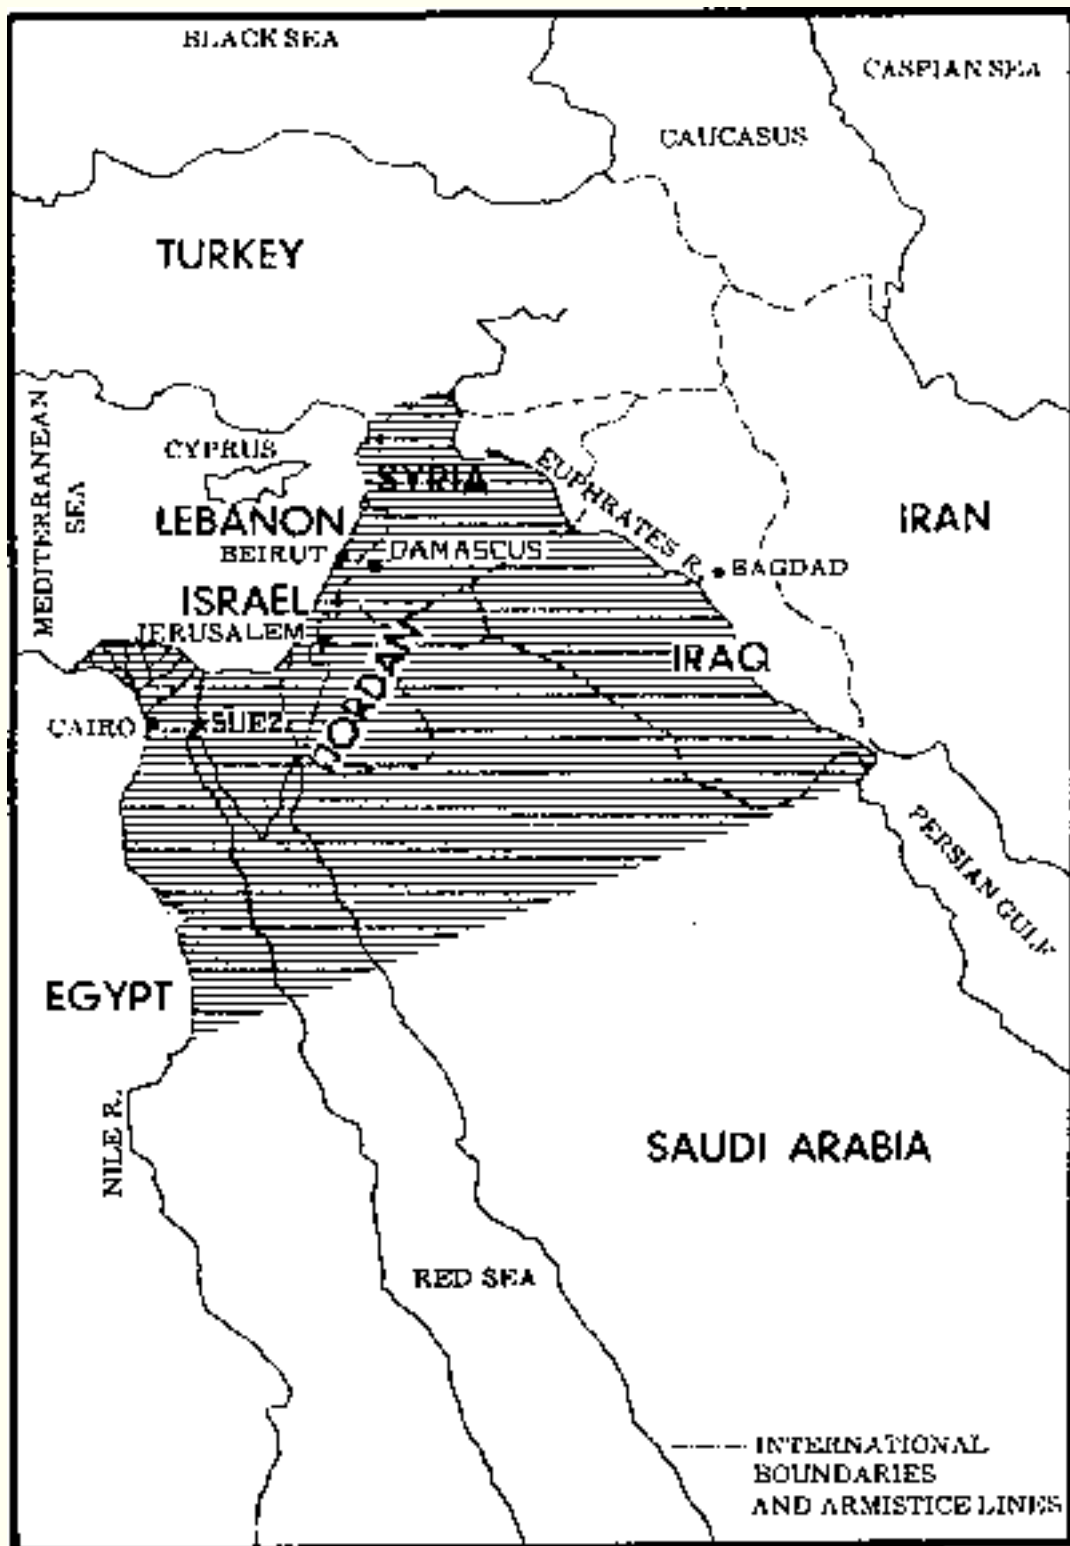 BLACK SEA
CASPIAN SEA
CAUCASUS
TURKEY
MEDITERRANEAN
SEA
CYPRUS
SYRIA
EUPHRATES R.
LEBANON
IRAN
BEIRUT
DAMASCUS
BAGDAD
ISRAEL
JERUSALEM
JORDAN
IRAQ
CAIRO
SUEZ
PERSIAN GULF
EGYPT
NILE R.
SAUDI ARABIA
RED SEA
INTERNATIONAL
BOUNDARIES
AND ARMISTICE LINES